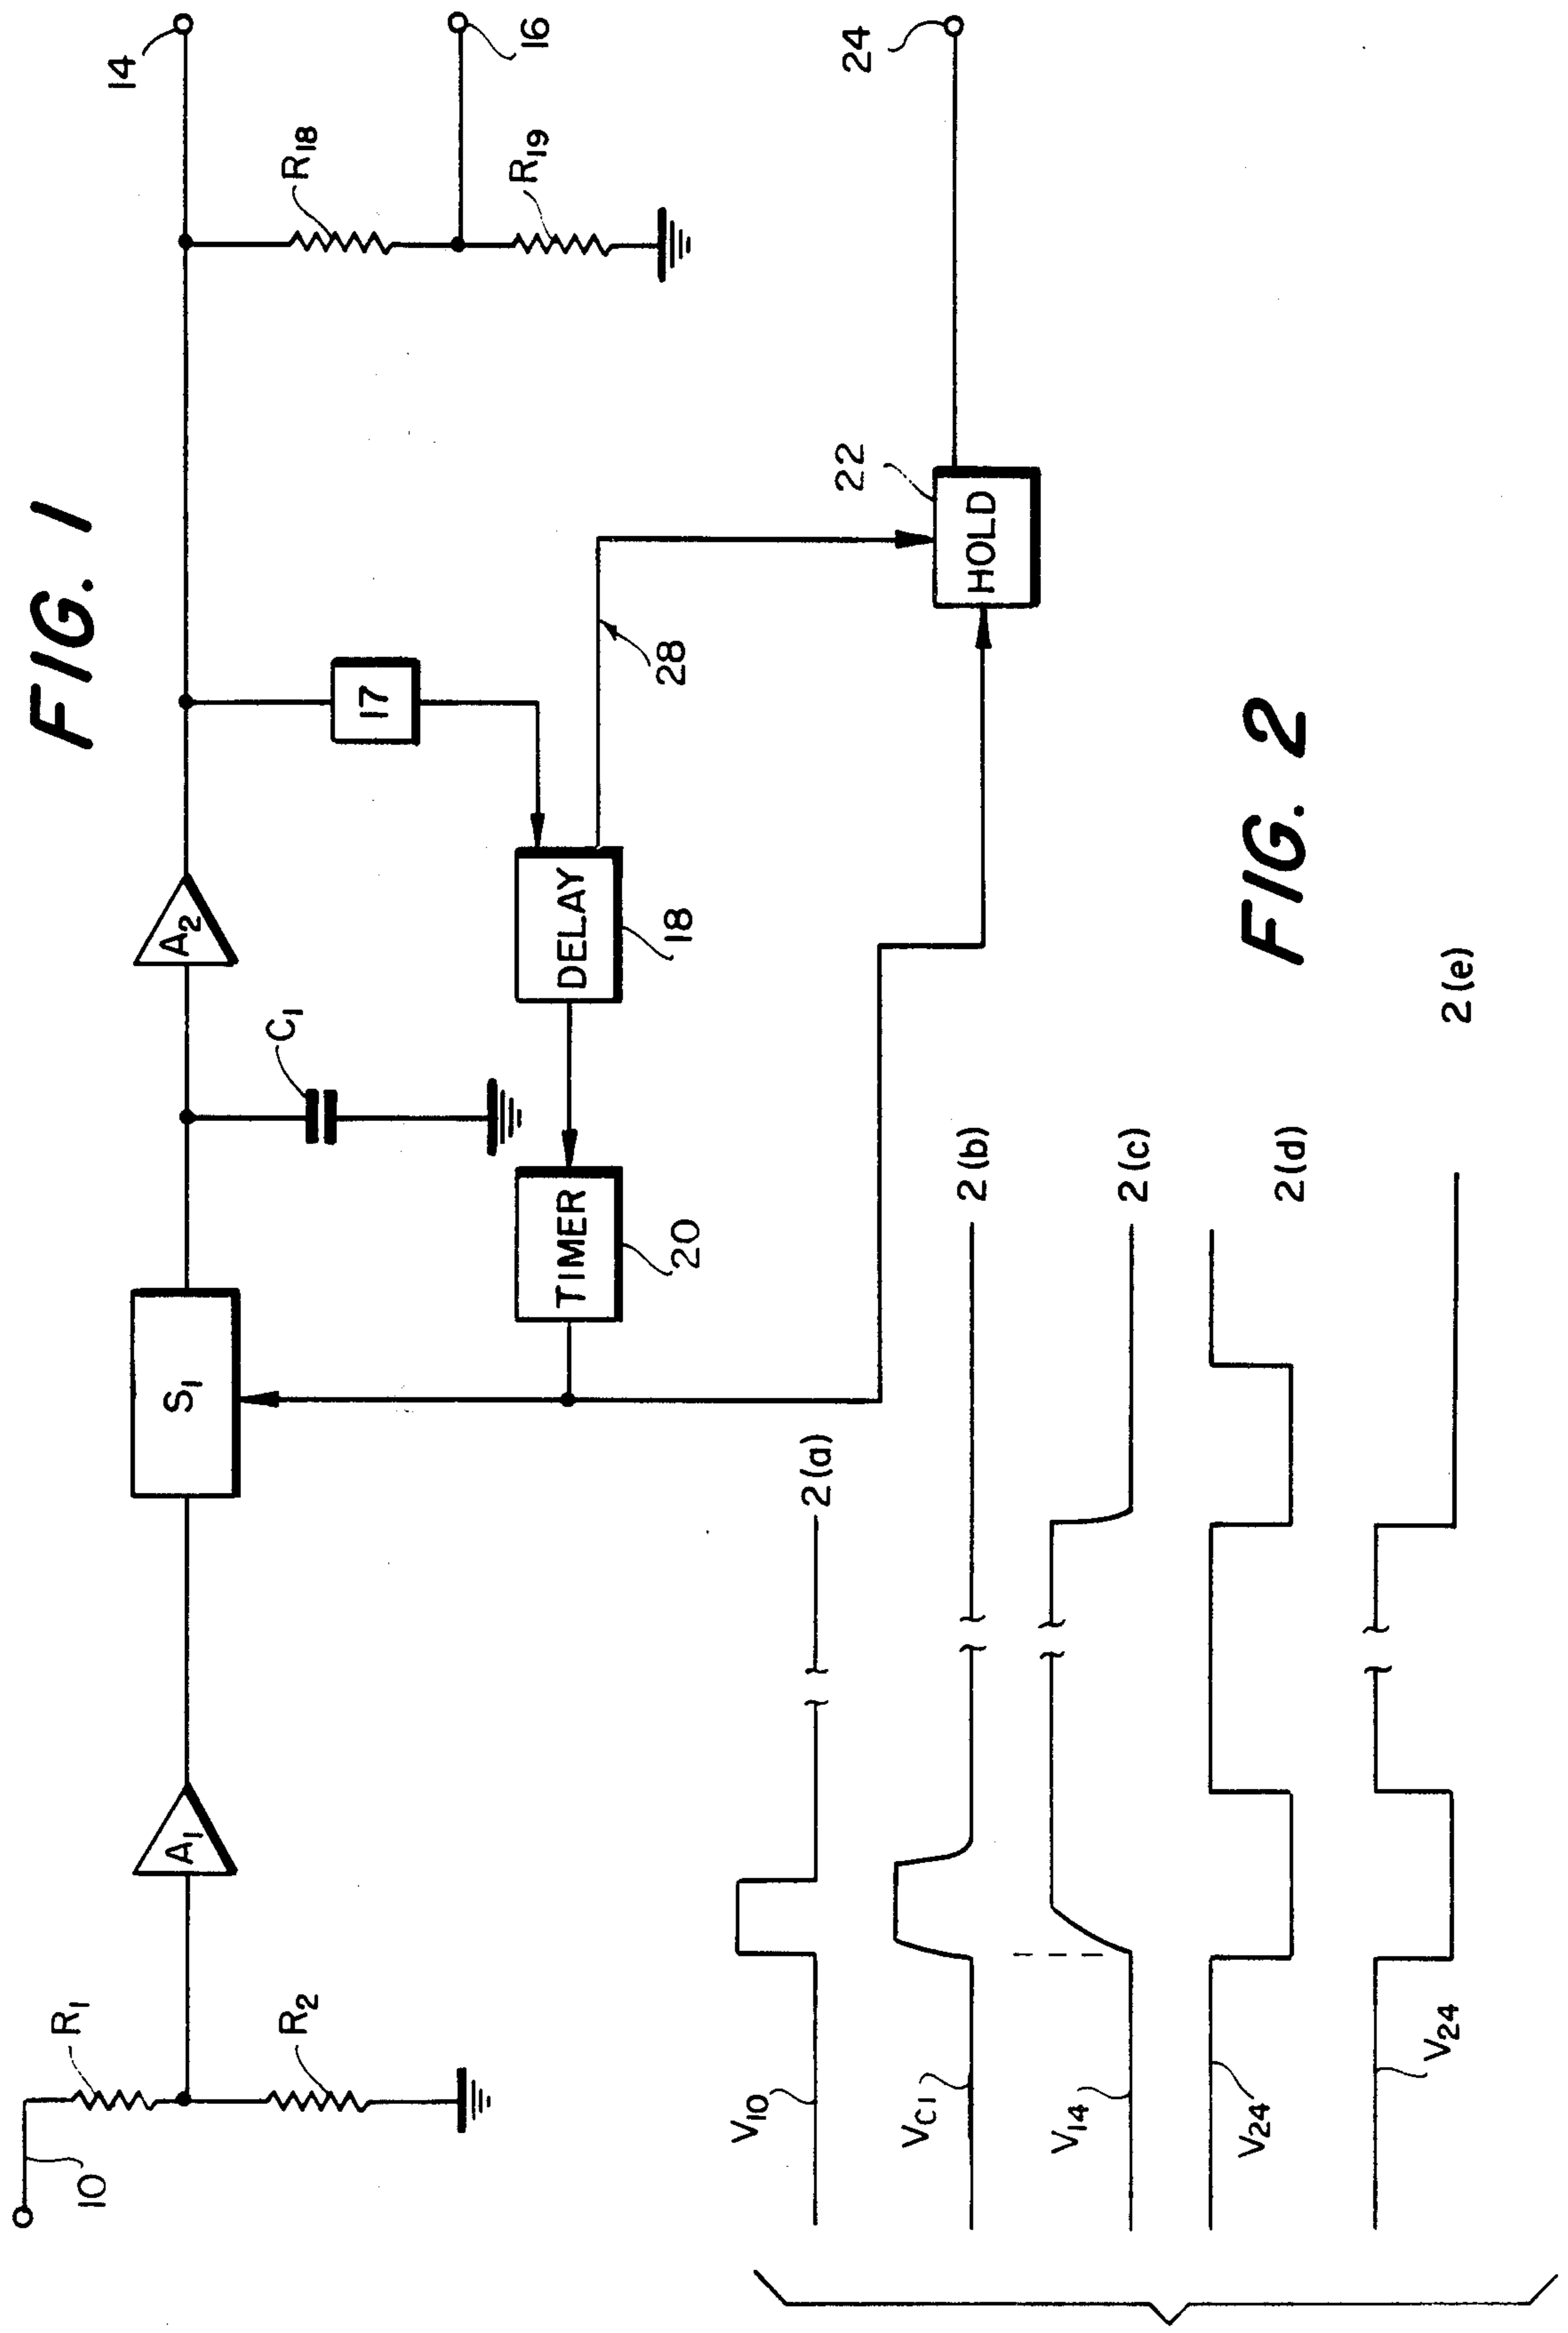 FIG. 1
10
R1
R2
A1
S1
C1
A2
17
R18
R19
14
16
TIMER
20
DELAY
18
28
HOLD
22
24
FIG. 2
V10
2(a)
VC1
2(b)
V14
2(c)
V24
2(d)
V24
2(e)